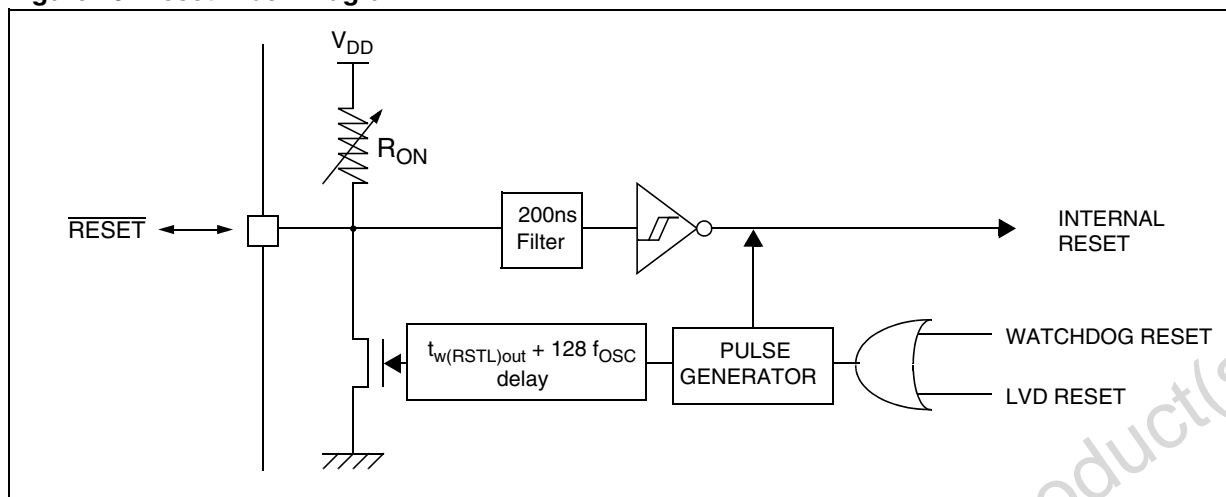 V_DD
R_ON
RESET
200ns
Filter
INTERNAL
RESET
t_w(RSTL)out + 128 f_OSC
delay
PULSE
GENERATOR
WATCHDOG RESET
LVD RESET